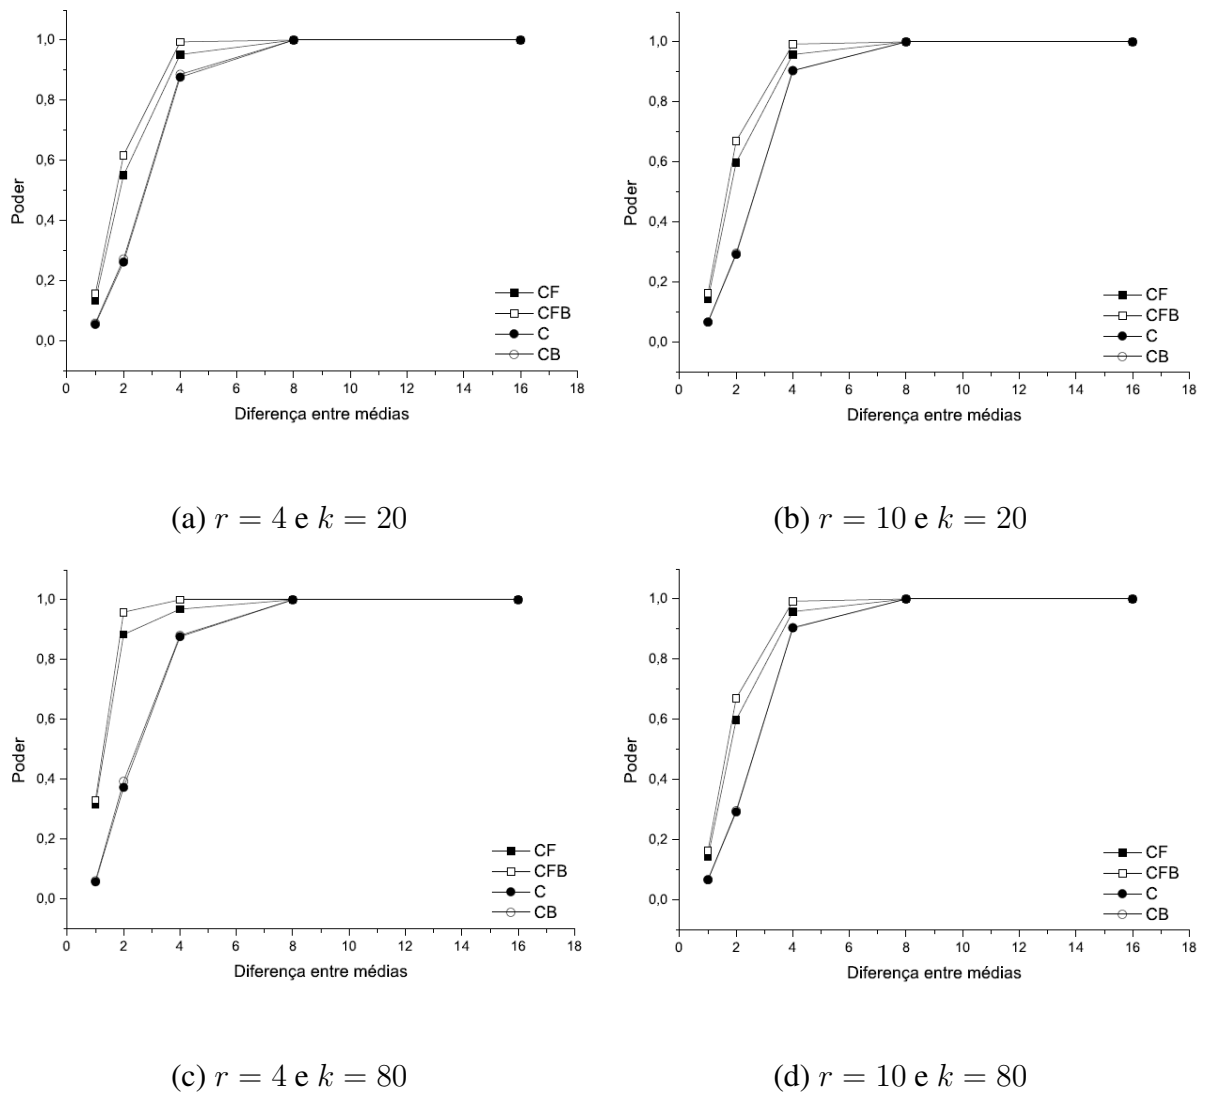 1,0
0,8
0,6
0,4
0,2
0,0
Poder
CF
CFB
C
CB
0 2 4 6 8 10 12 14 16 18
Diferença entre médias
(a) r = 4 e k = 20
1,0
0,8
0,6
0,4
0,2
0,0
Poder
CF
CFB
C
CB
0 2 4 6 8 10 12 14 16 18
Diferença entre médias
(b) r = 10 e k = 20
1,0
0,8
0,6
0,4
0,2
0,0
Poder
CF
CFB
C
CB
0 2 4 6 8 10 12 14 16 18
Diferença entre médias
(c) r = 4 e k = 80
1,0
0,8
0,6
0,4
0,2
0,0
Poder
CF
CFB
C
CB
0 2 4 6 8 10 12 14 16 18
Diferença entre médias
(d) r = 10 e k = 80